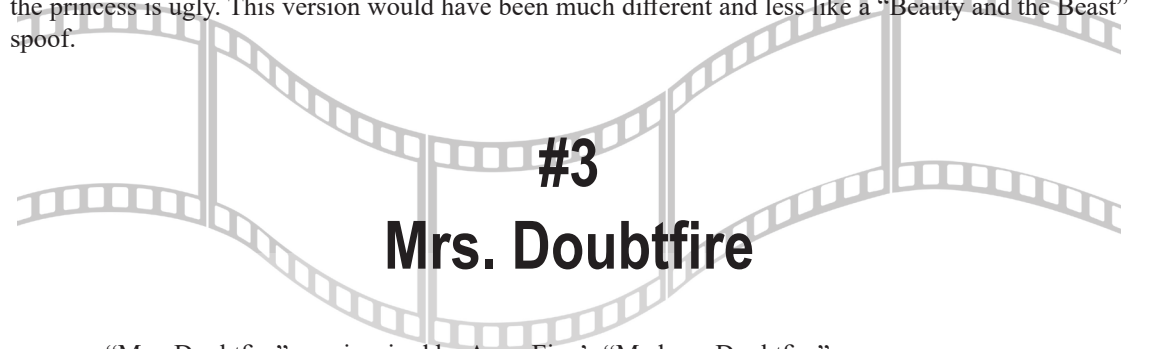 the princess is ugly. This version would have been much different and less like a “Beauty and the Beast”
spoof.
#3
Mrs. Doubtfire
“Mrs. Doubtfire” was inspired by Anne Fine’s “Madame Doubtfire”